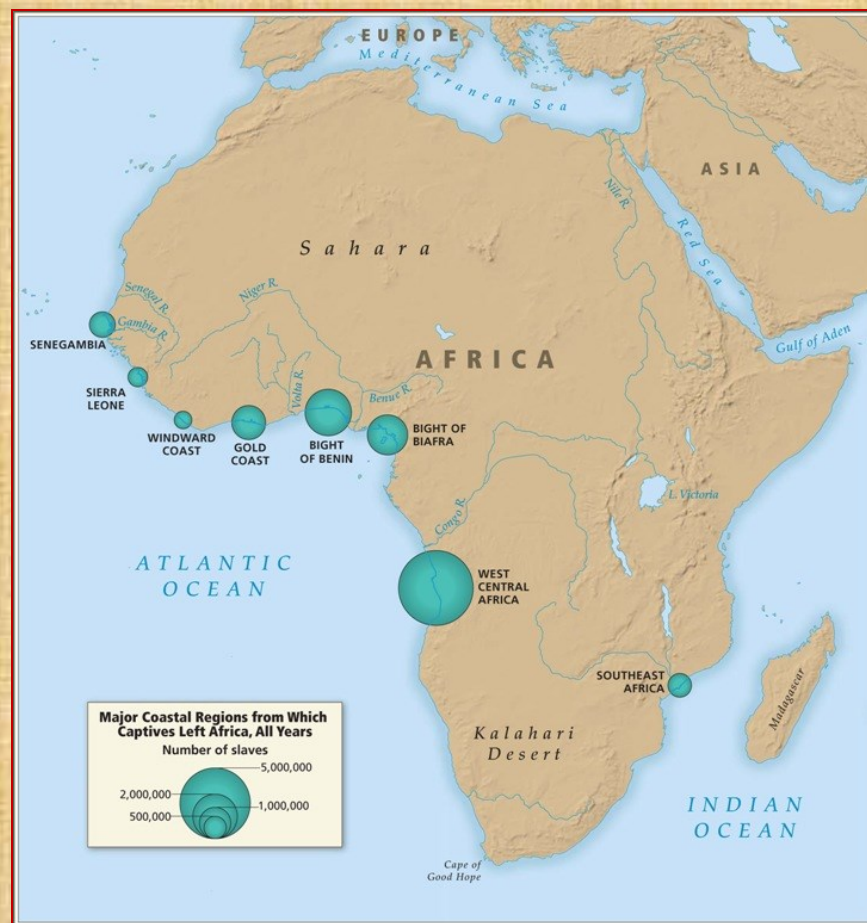 EUROPE
Mediterranean Sea
ASIA
Nile R.
Red Sea
Sahara
Senegal R.
Niger R.
Gambia R.
SENEGAMBIA
Gulf of Aden
AFRICA
SIERRA
LEONE
Volta R.
Benue R.
WINDWARD
COAST
GOLD
COAST
BIGHT
OF BENIN
BIGHT OF
BIAFRA
L. Victoria
Congo R.
ATLANTIC
OCEAN
WEST
CENTRAL
AFRICA
SOUTHEAST
AFRICA
Madagascar
Kalahari
Desert
Major Coastal Regions from Which
Captives Left Africa, All Years
Number of slaves
5,000,000
2,000,000
1,000,000
500,000
INDIAN
OCEAN
Cape of
Good Hope